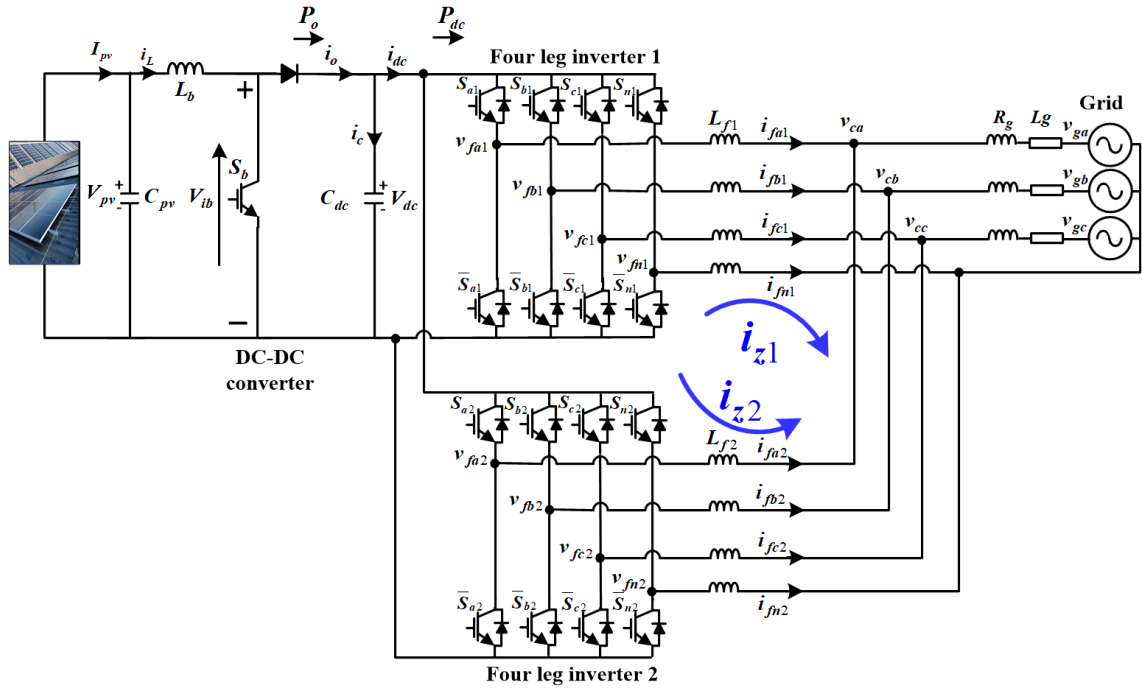 P_o
P_dc
I_pv
i_L
i_o
i_dc
Four leg inverter 1
L_b
S_a1
S_b1
S_c1
S_n1
Grid
+
i_c
L_f1
i_fa1
v_ca
R_g
Lg
v_ga
v_fa1
S_b
V_pv
+
-
C_pv
V_ib
C_dc
+
-
V_dc
v_fb1
i_fb1
v_cb
v_gb
v_fc1
i_fc1
v_cc
v_gc
v_fn1
i_fn1
S̅_a1
S̅_b1
S̅_c1
S̅_n1
−
i_z1
DC-DC
converter
i_z2
S_a2
S_b2
S_c2
S_n2
L_f2
i_fa2
v_fa2
v_fb2
i_fb2
v_fc2
i_fc2
v_fn2
i_fn2
S̅_a2
S̅_b2
S̅_c2
S̅_n2
Four leg inverter 2